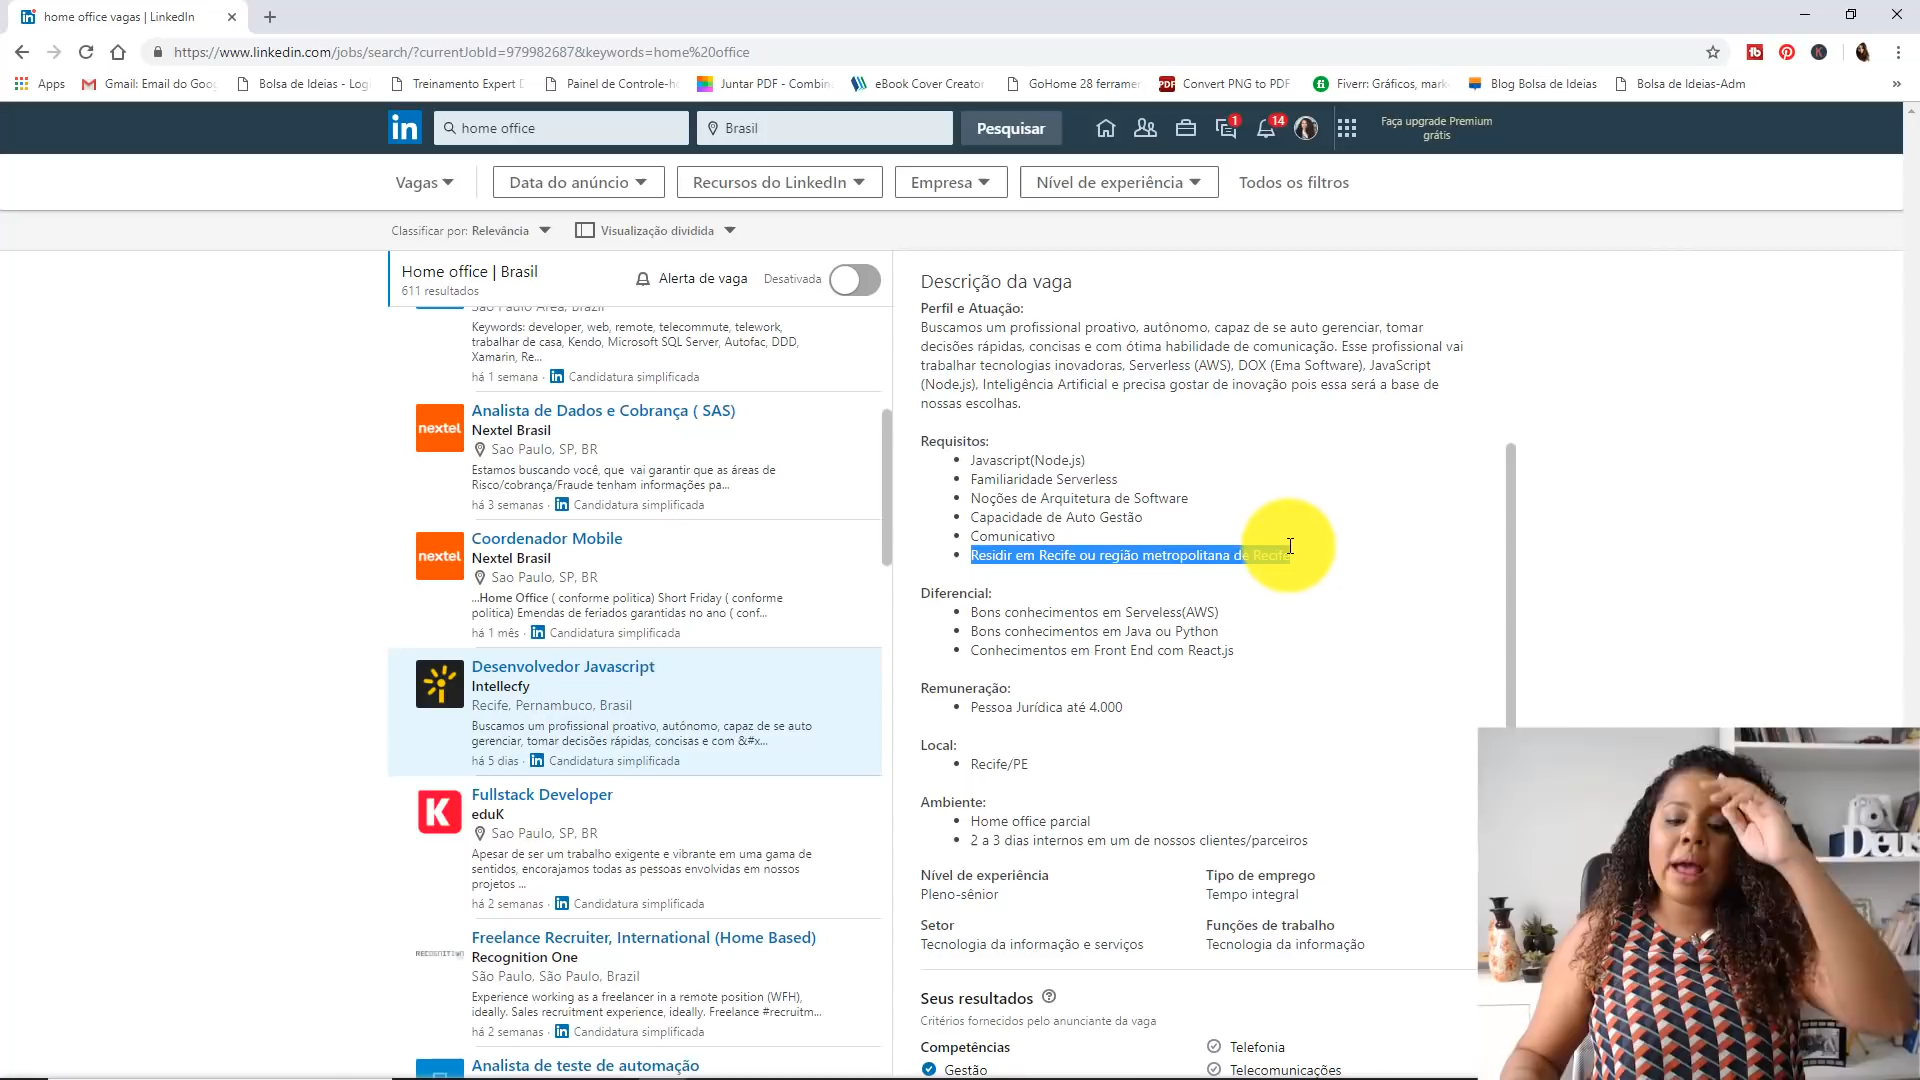 home office vagas | LinkedIn
https://www.linkedin.com/jobs/search/?currentJobId=979982687&keywords=home%20office
Apps
Gmail: Email do Goo
Bolsa de Ideias - Log
Treinamento Expert D
Painel de Controle-ho
Juntar PDF - Combin
eBook Cover Creator
GoHome 28 ferramen
Convert PNG to PDF
Fiverr: Gráficos, mark
Blog Bolsa de Ideias
Bolsa de Ideias-Adm
»
in
home office
Brasil
Pesquisar
1
14
Faça upgrade Premium
grátis
Vagas
Data do anúncio
Recursos do LinkedIn
Empresa
Nível de experiência
Todos os filtros
Classificar por: Relevância
Visualização dividida
Home office | Brasil
611 resultados
Alerta de vaga
Desativada
São Paulo Area, Brazil
Keywords: developer, web, remote, telecommute, telework,
trabalhar de casa, Kendo, Microsoft SQL Server, Autofac, DDD,
Xamarin, Re...
há 1 semana · in Candidatura simplificada
nextel
Analista de Dados e Cobrança ( SAS)
Nextel Brasil
Sao Paulo, SP, BR
Estamos buscando você, que vai garantir que as áreas de
Risco/cobrança/Fraude tenham informações pa...
há 3 semanas · in Candidatura simplificada
nextel
Coordenador Mobile
Nextel Brasil
Sao Paulo, SP, BR
...Home Office ( conforme politica) Short Friday ( conforme
política) Emendas de feriados garantidas no ano ( conf...
há 1 mês · in Candidatura simplificada
Desenvolvedor Javascript
Intellecfy
Recife, Pernambuco, Brasil
Buscamos um profissional proativo, autônomo, capaz de se auto
gerenciar, tomar decisões rápidas, concisas e com &#x...
há 5 dias · in Candidatura simplificada
K
Fullstack Developer
eduK
Sao Paulo, SP, BR
Apesar de ser um trabalho exigente e vibrante em uma gama de
sentidos, encorajamos todas as pessoas envolvidas em nossos
projetos ...
há 2 semanas · in Candidatura simplificada
RECOGNITION
Freelance Recruiter, International (Home Based)
Recognition One
São Paulo, São Paulo, Brazil
Experience working as a freelancer in a remote position (WFH),
ideally. Sales recruitment experience, ideally. Freelance #recruitm...
há 2 semanas · in Candidatura simplificada
Analista de teste de automação
Descrição da vaga
Perfil e Atuação:
Buscamos um profissional proativo, autônomo, capaz de se auto gerenciar, tomar
decisões rápidas, concisas e com ótima habilidade de comunicação. Esse profissional vai
trabalhar tecnologias inovadoras, Serverless (AWS), DOX (Ema Software), JavaScript
(Node.js), Inteligência Artificial e precisa gostar de inovação pois essa será a base de
nossas escolhas.
Requisitos:
• Javascript(Node.js)
• Familiaridade Serverless
• Noções de Arquitetura de Software
• Capacidade de Auto Gestão
• Comunicativo
• Residir em Recife ou região metropolitana de Recife
Diferencial:
• Bons conhecimentos em Serveless(AWS)
• Bons conhecimentos em Java ou Python
• Conhecimentos em Front End com React.js
Remuneração:
• Pessoa Jurídica até 4.000
Local:
• Recife/PE
Ambiente:
• Home office parcial
• 2 a 3 dias internos em um de nossos clientes/parceiros
Nível de experiência
Pleno-sênior
Tipo de emprego
Tempo integral
Setor
Tecnologia da informação e serviços
Funções de trabalho
Tecnologia da informação
Seus resultados
Critérios fornecidos pelo anunciante da vaga
Competências
Gestão
Telefonia
Telecomunicações
Deus